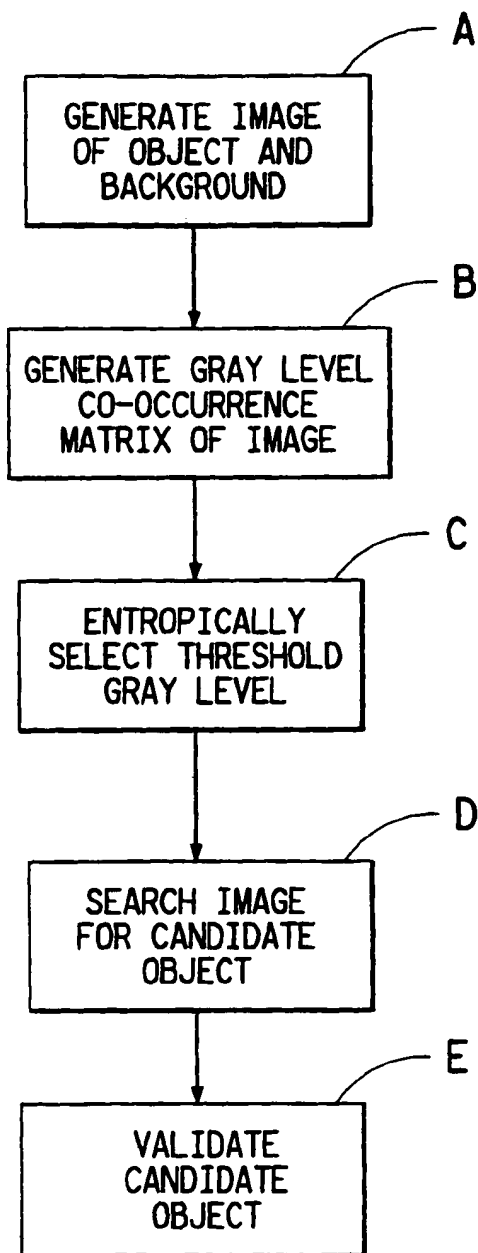 A
GENERATE IMAGE
OF OBJECT AND
BACKGROUND
B
GENERATE GRAY LEVEL
CO-OCCURRENCE
MATRIX OF IMAGE
C
ENTROPICALLY
SELECT THRESHOLD
GRAY LEVEL
D
SEARCH IMAGE
FOR CANDIDATE
OBJECT
E
VALIDATE
CANDIDATE
OBJECT